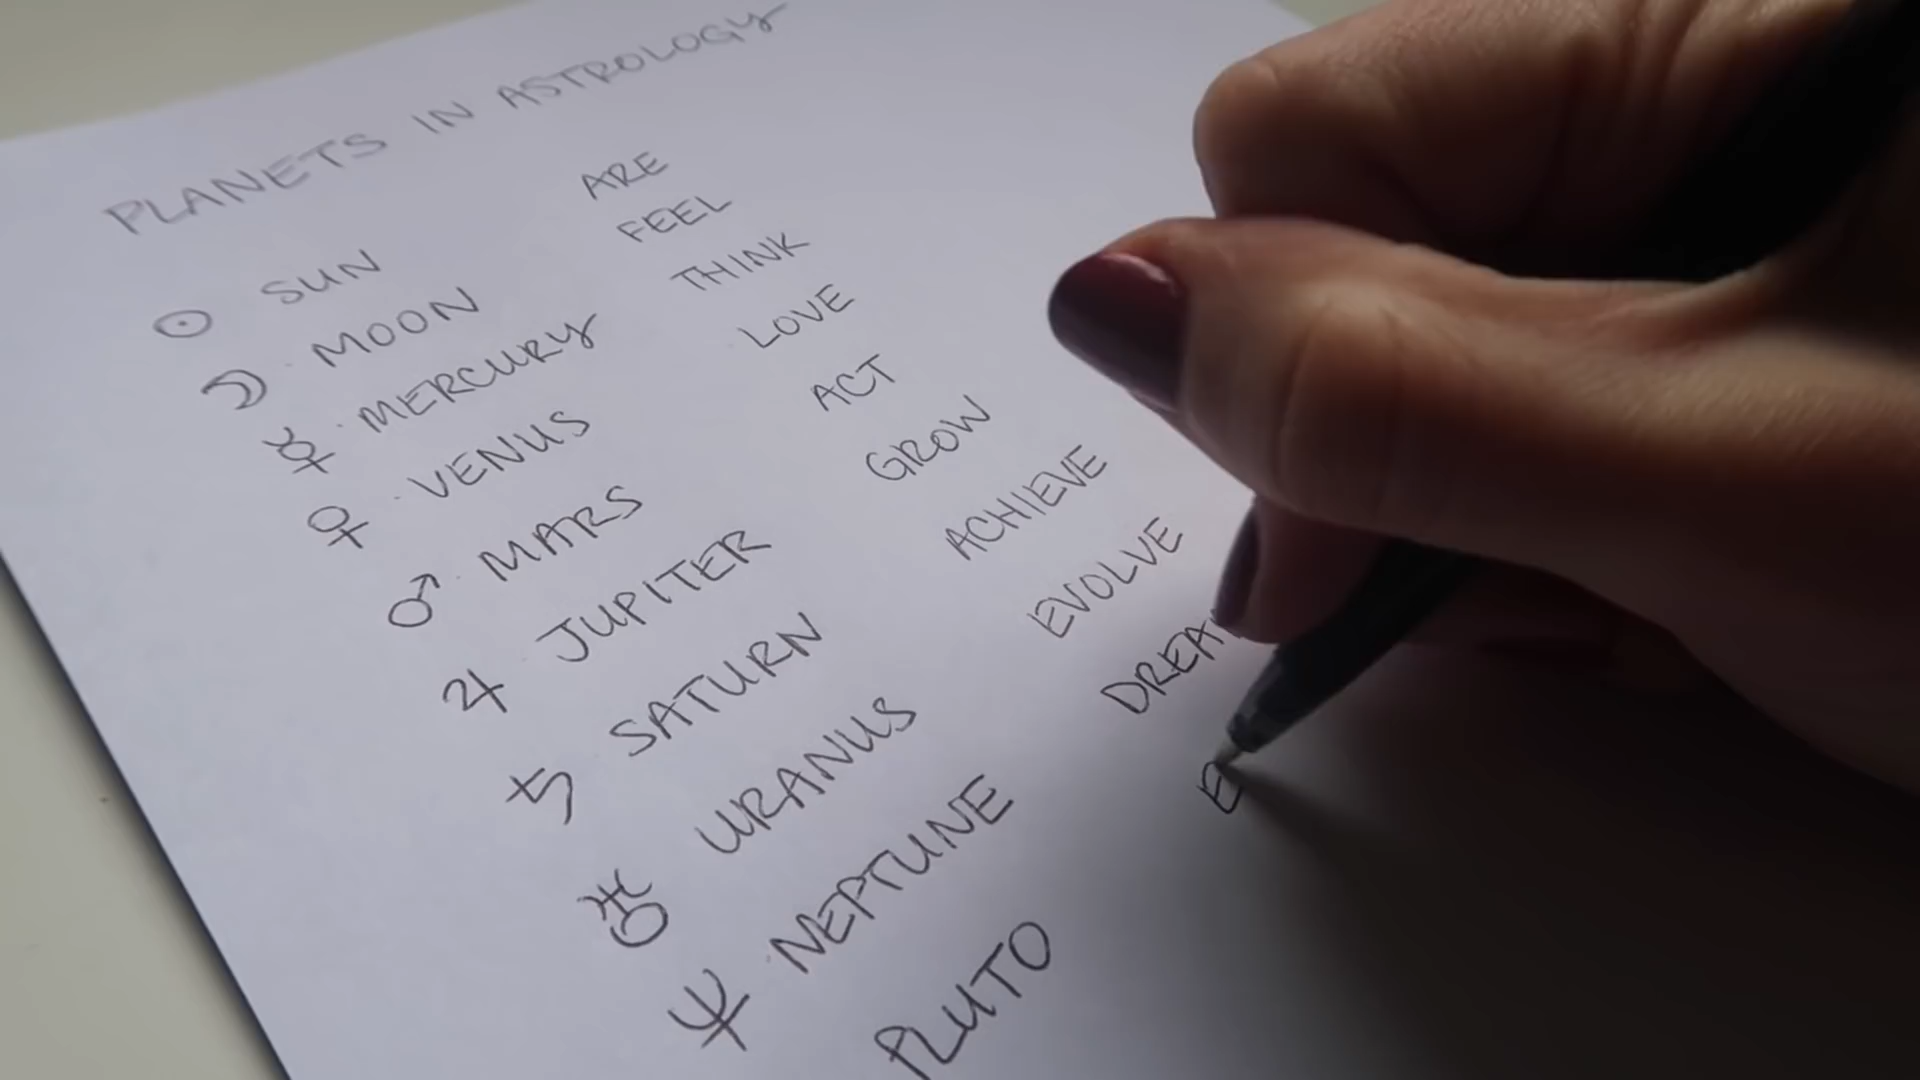 PLANETS IN ASTROLOGY
☉ SUN ARE
☽ · MOON FEEL
☿ · MERCURY THINK
♀ · VENUS LOVE
♂ · MARS ACT
♃ JUPITER GROW
♄ SATURN ACHIEVE
♅ URANUS EVOLVE
♆ · NEPTUNE DREA
PLUTO E